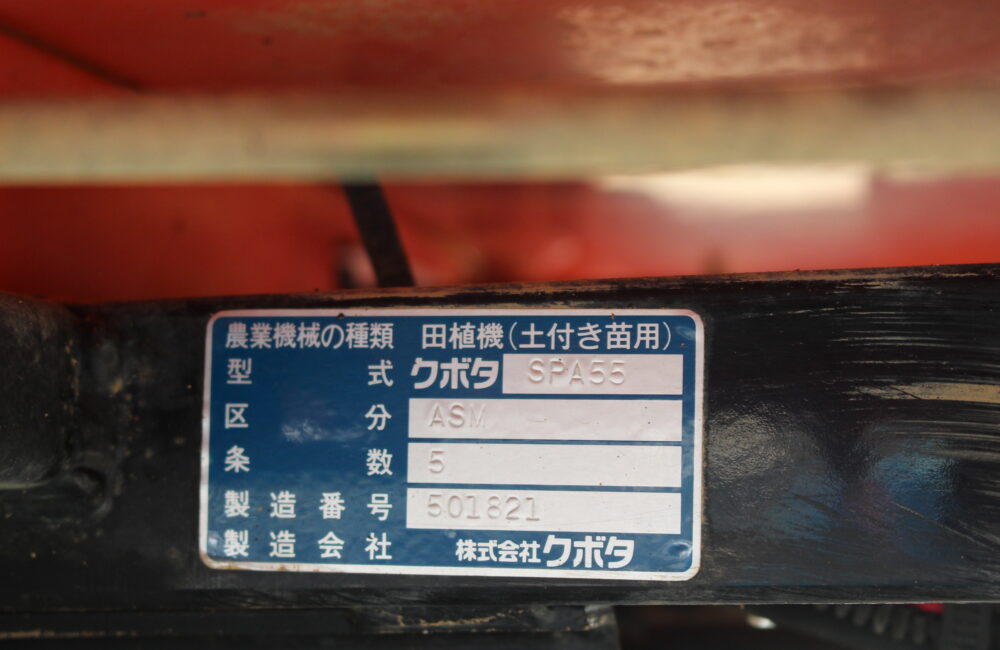 農業機械の種類 田植機(土付き苗用)
型式 クボタ SPA55
区分 ASM
条数 5
製造番号 501821
製造会社 株式会社クボタ